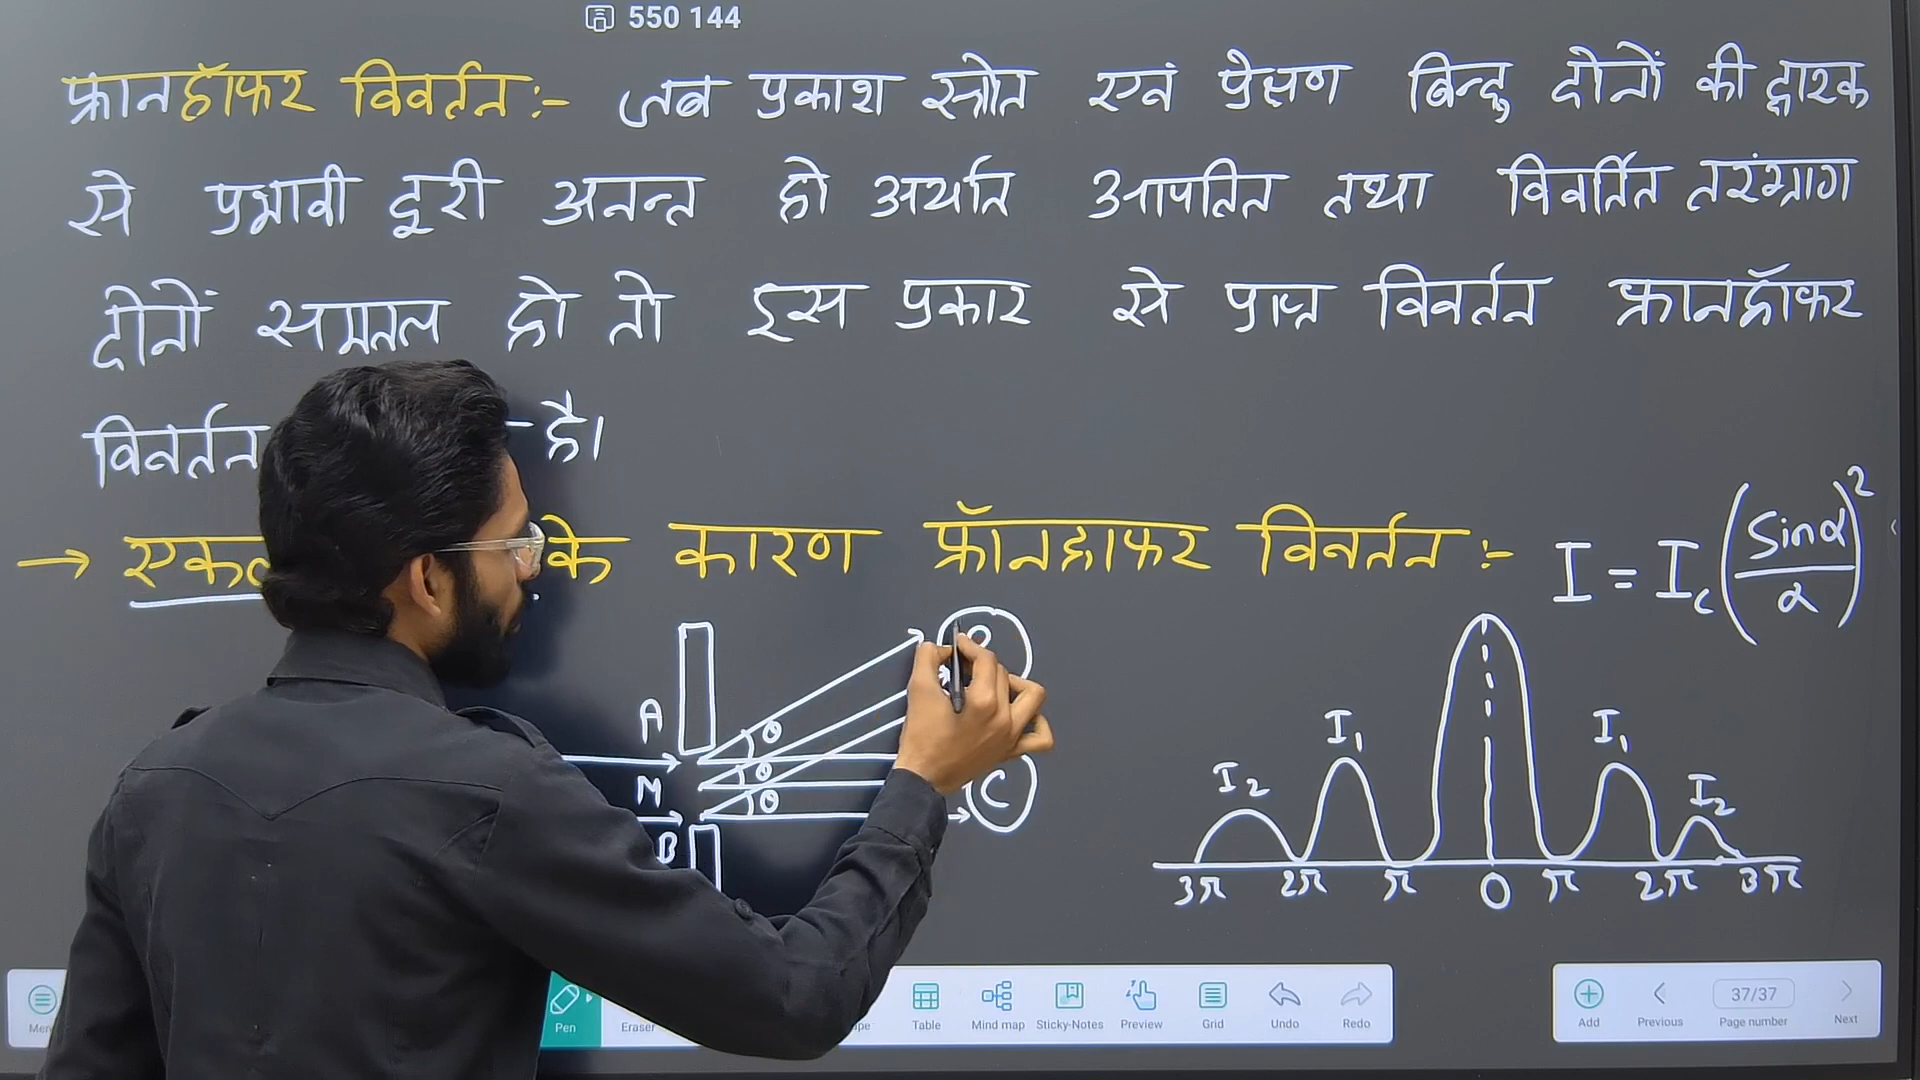 550 144
फ्रानहॉफर विवर्तन :- जब प्रकाश स्त्रोत एवं प्रेक्षण बिन्दु दोनों की द्वारक
से प्रभावी दूरी अनन्त हो अर्थात आपतित तथा विवर्तित तरंगाग्र
दोनों समतल हो तो इस प्रकार से प्राप्त विवर्तन फ्रानहॉफर
विवर्तन है।
→ एकल के कारण फ्रॉनहाफर विवर्तन :- I = Ic (Sinα/α)²
A
M
B
θ
θ
θ
P
C
I2 I1 I1 I2
3π 2π π 0 π 2π 3π
Pen Eraser Table Mind map Sticky-Notes Preview Grid Undo Redo
Add Previous 37/37 Page number Next